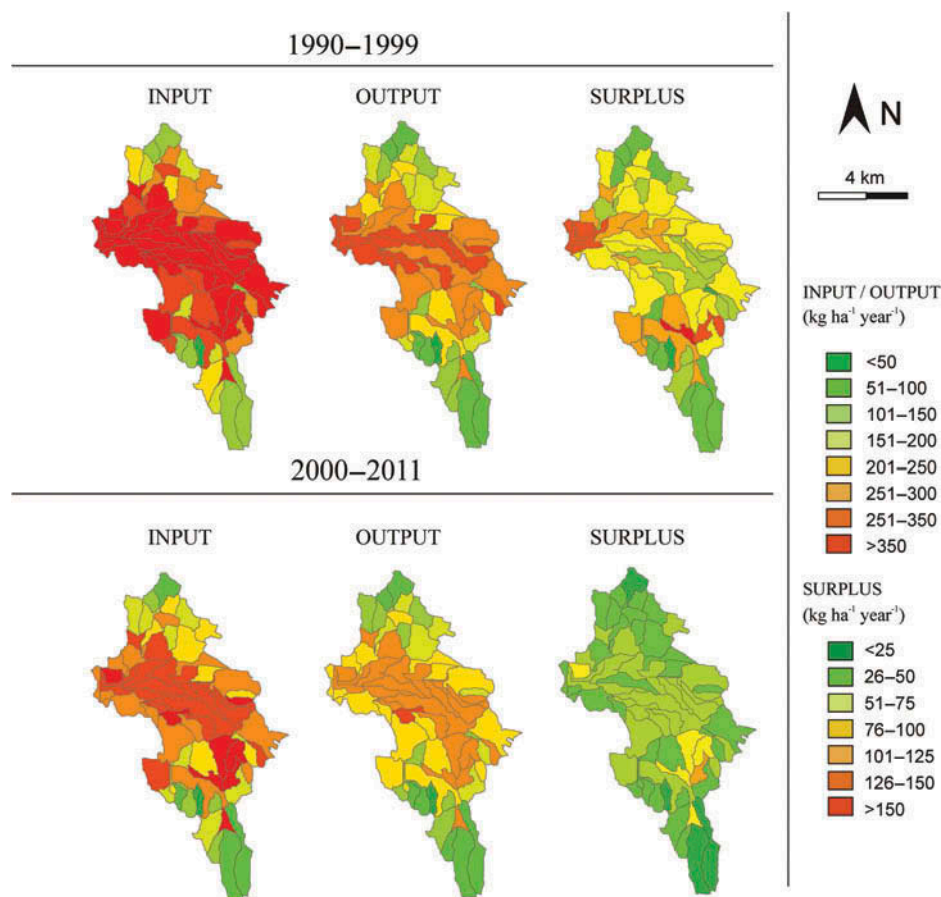 1990–1999
INPUT
OUTPUT
SURPLUS
2000–2011
INPUT
OUTPUT
SURPLUS
N
4 km
INPUT / OUTPUT
(kg ha⁻¹ year⁻¹)
<50
51–100
101–150
151–200
201–250
251–300
251–350
>350
SURPLUS
(kg ha⁻¹ year⁻¹)
<25
26–50
51–75
76–100
101–125
126–150
>150